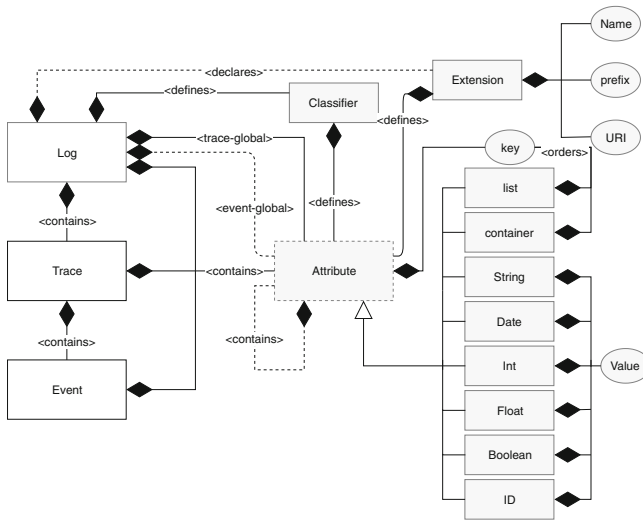 Name
<declares>
Extension
prefix
<defines>
Classifier
<defines>
URI
Log
<trace-global>
key
<orders>
list
<event-global>
<defines>
<contains>
container
Trace
<contains>
Attribute
String
Date
<contains>
<contains>
Int
Value
Event
Float
Boolean
ID